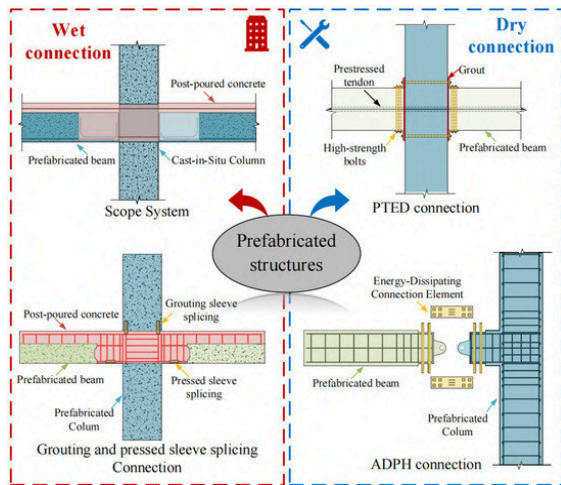 Wet
connection
Post-poured concrete
Prefabricated beam
Cast-in-Situ Column
Scope System
Dry
connection
Prestressed
tendon
Grout
High-strength
bolts
Prefabricated beam
PTED connection
Prefabricated
structures
Post-poured concrete
Grouting sleeve
splicing
Prefabricated beam
Pressed sleeve
splicing
Prefabricated
Colum
Grouting and pressed sleeve splicing
Connection
Energy-Dissipating
Connection Element
Prefabricated beam
Prefabricated
Colum
ADPH connection